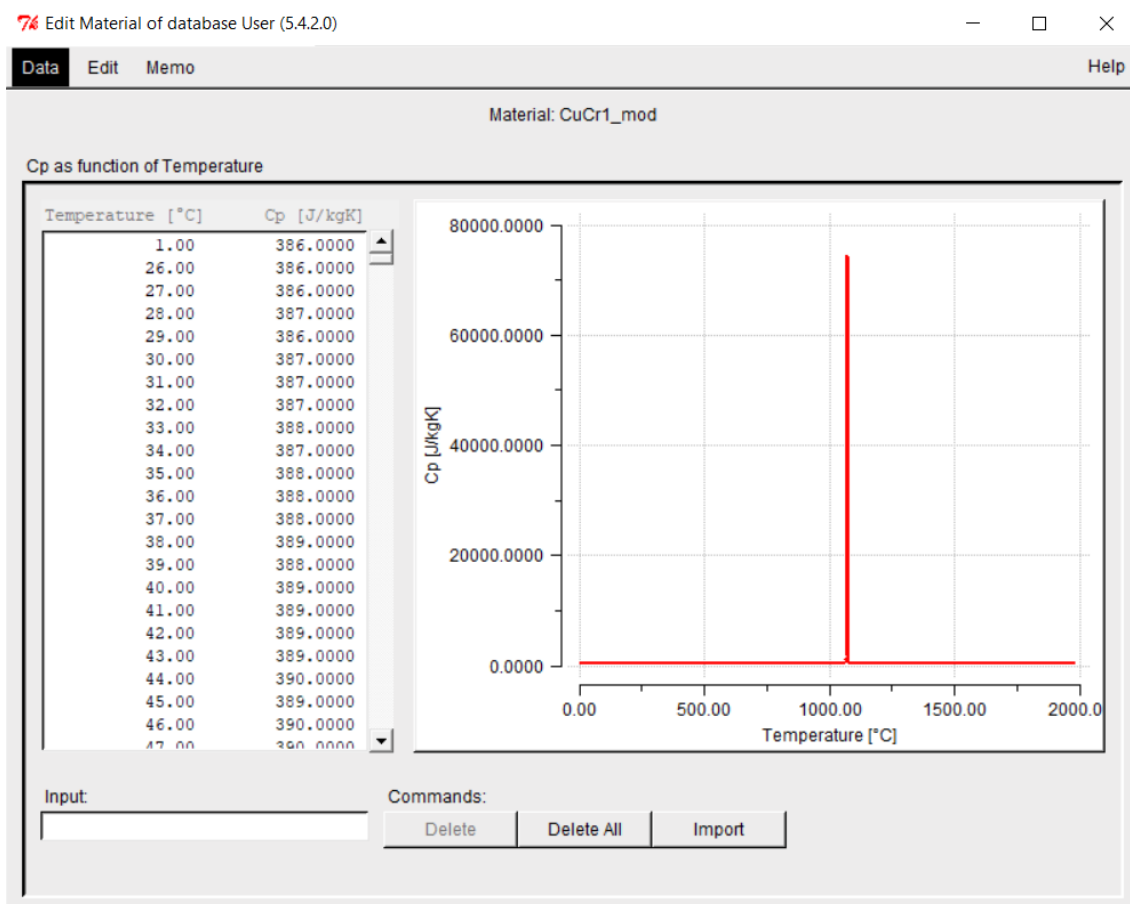 Edit Material of database User (5.4.2.0)
Data Edit Memo Help
Material: CuCr1_mod
Cp as function of Temperature
Temperature [°C] Cp [J/kgK]
1.00 386.0000
26.00 386.0000
27.00 386.0000
28.00 387.0000
29.00 386.0000
30.00 387.0000
31.00 387.0000
32.00 387.0000
33.00 388.0000
34.00 387.0000
35.00 388.0000
36.00 388.0000
37.00 388.0000
38.00 389.0000
39.00 388.0000
40.00 389.0000
41.00 389.0000
42.00 389.0000
43.00 389.0000
44.00 390.0000
45.00 389.0000
46.00 390.0000
47.00 390.0000
80000.0000
60000.0000
40000.0000
20000.0000
0.0000
Cp [J/kgK]
0.00 500.00 1000.00 1500.00 2000.0
Temperature [°C]
Input:
Commands:
Delete Delete All Import